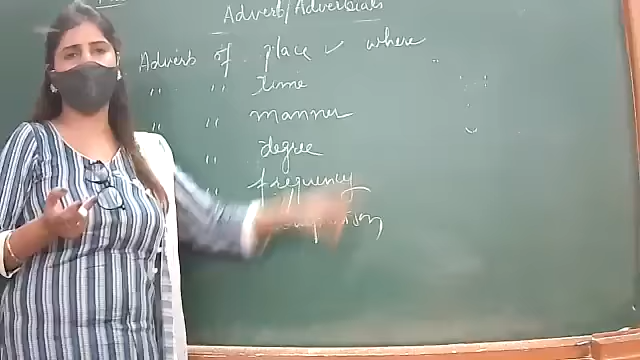 Adverb/Adverbials
Adverb of place ✓ where
" " time
" " manner
" degree
" frequency